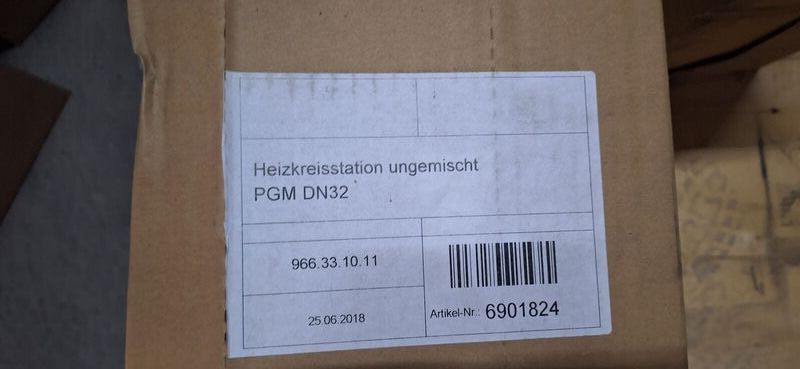 Heizkreisstation ungemischt
PGM DN32
966.33.10.11
25.06.2018
Artikel-Nr.: 6901824